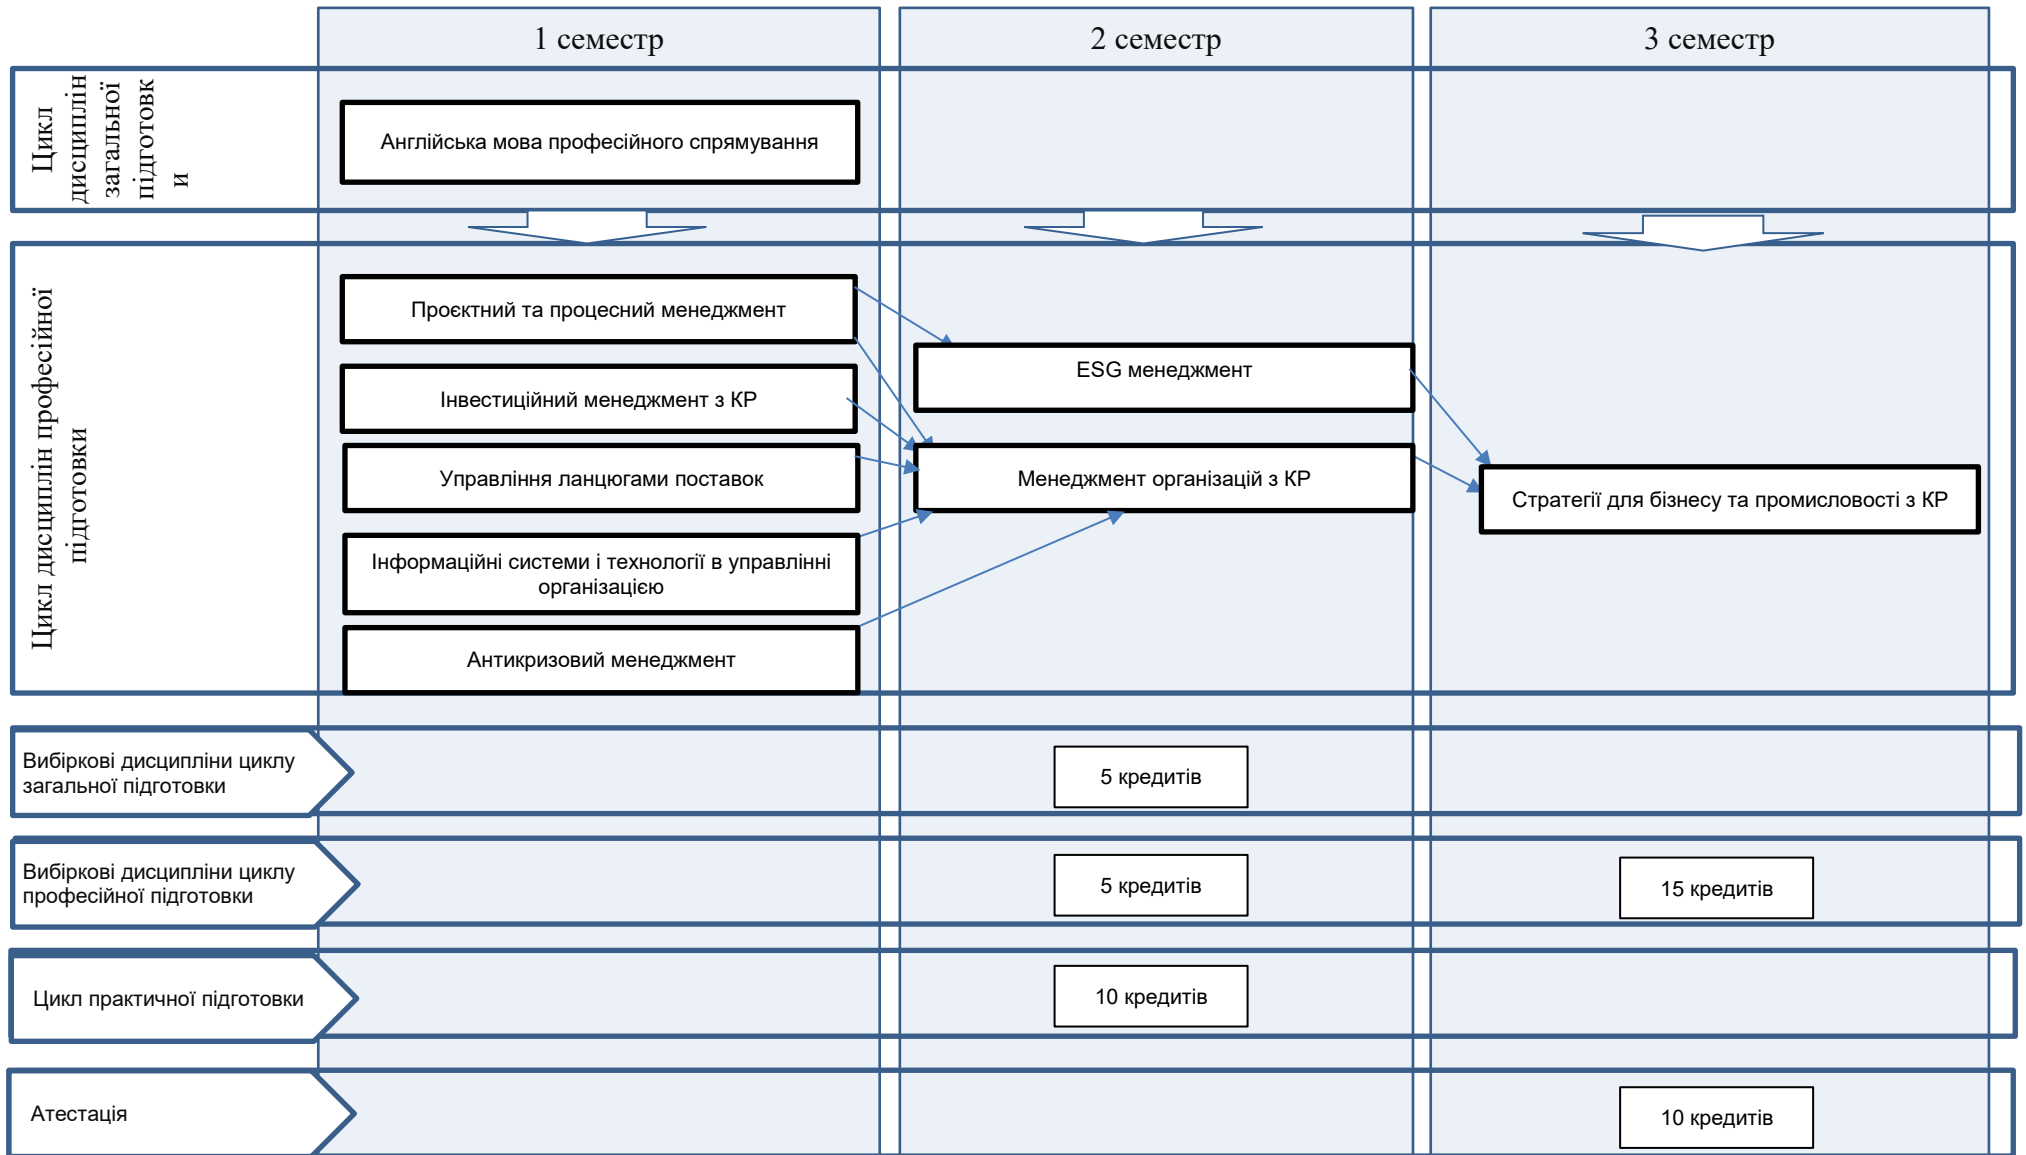 1 семестр
2 семестр
3 семестр
Цикл
дисциплін
загальної
підготовк
и
Англійська мова професійного спрямування
Цикл дисциплін професійної
підготовки
Проєктний та процесний менеджмент
ESG менеджмент
Інвестиційний менеджмент з КР
Управління ланцюгами поставок
Менеджмент організацій з КР
Стратегії для бізнесу та промисловості з КР
Інформаційні системи і технології в управлінні
організацією
Антикризовий менеджмент
Вибіркові дисципліни циклу
загальної підготовки
5 кредитів
Вибіркові дисципліни циклу
професійної підготовки
5 кредитів
15 кредитів
Цикл практичної підготовки
10 кредитів
Атестація
10 кредитів